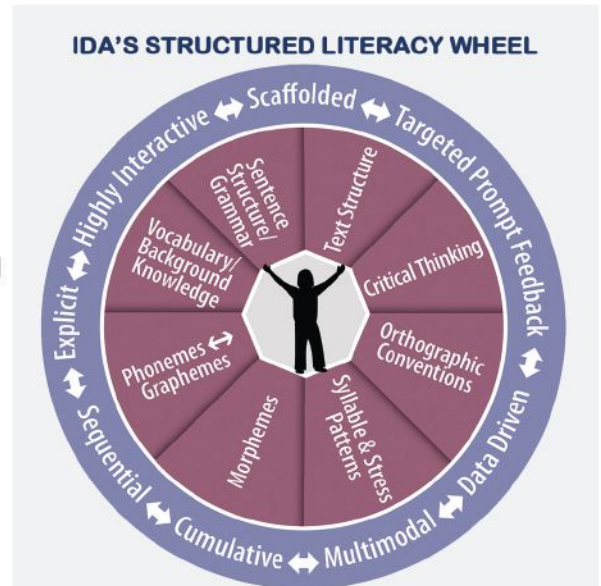 IDA'S STRUCTURED LITERACY WHEEL
Scaffolded
Targeted Prompt Feedback
Data Driven
Multimodal
Cumulative
Sequential
Explicit
Highly Interactive
Text Structure
Critical Thinking
Orthographic
Conventions
Syllable & Stress
Patterns
Morphemes
Phonemes ↔
Graphemes
Vocabulary/
Background
Knowledge
Sentence
Structure/
Grammar